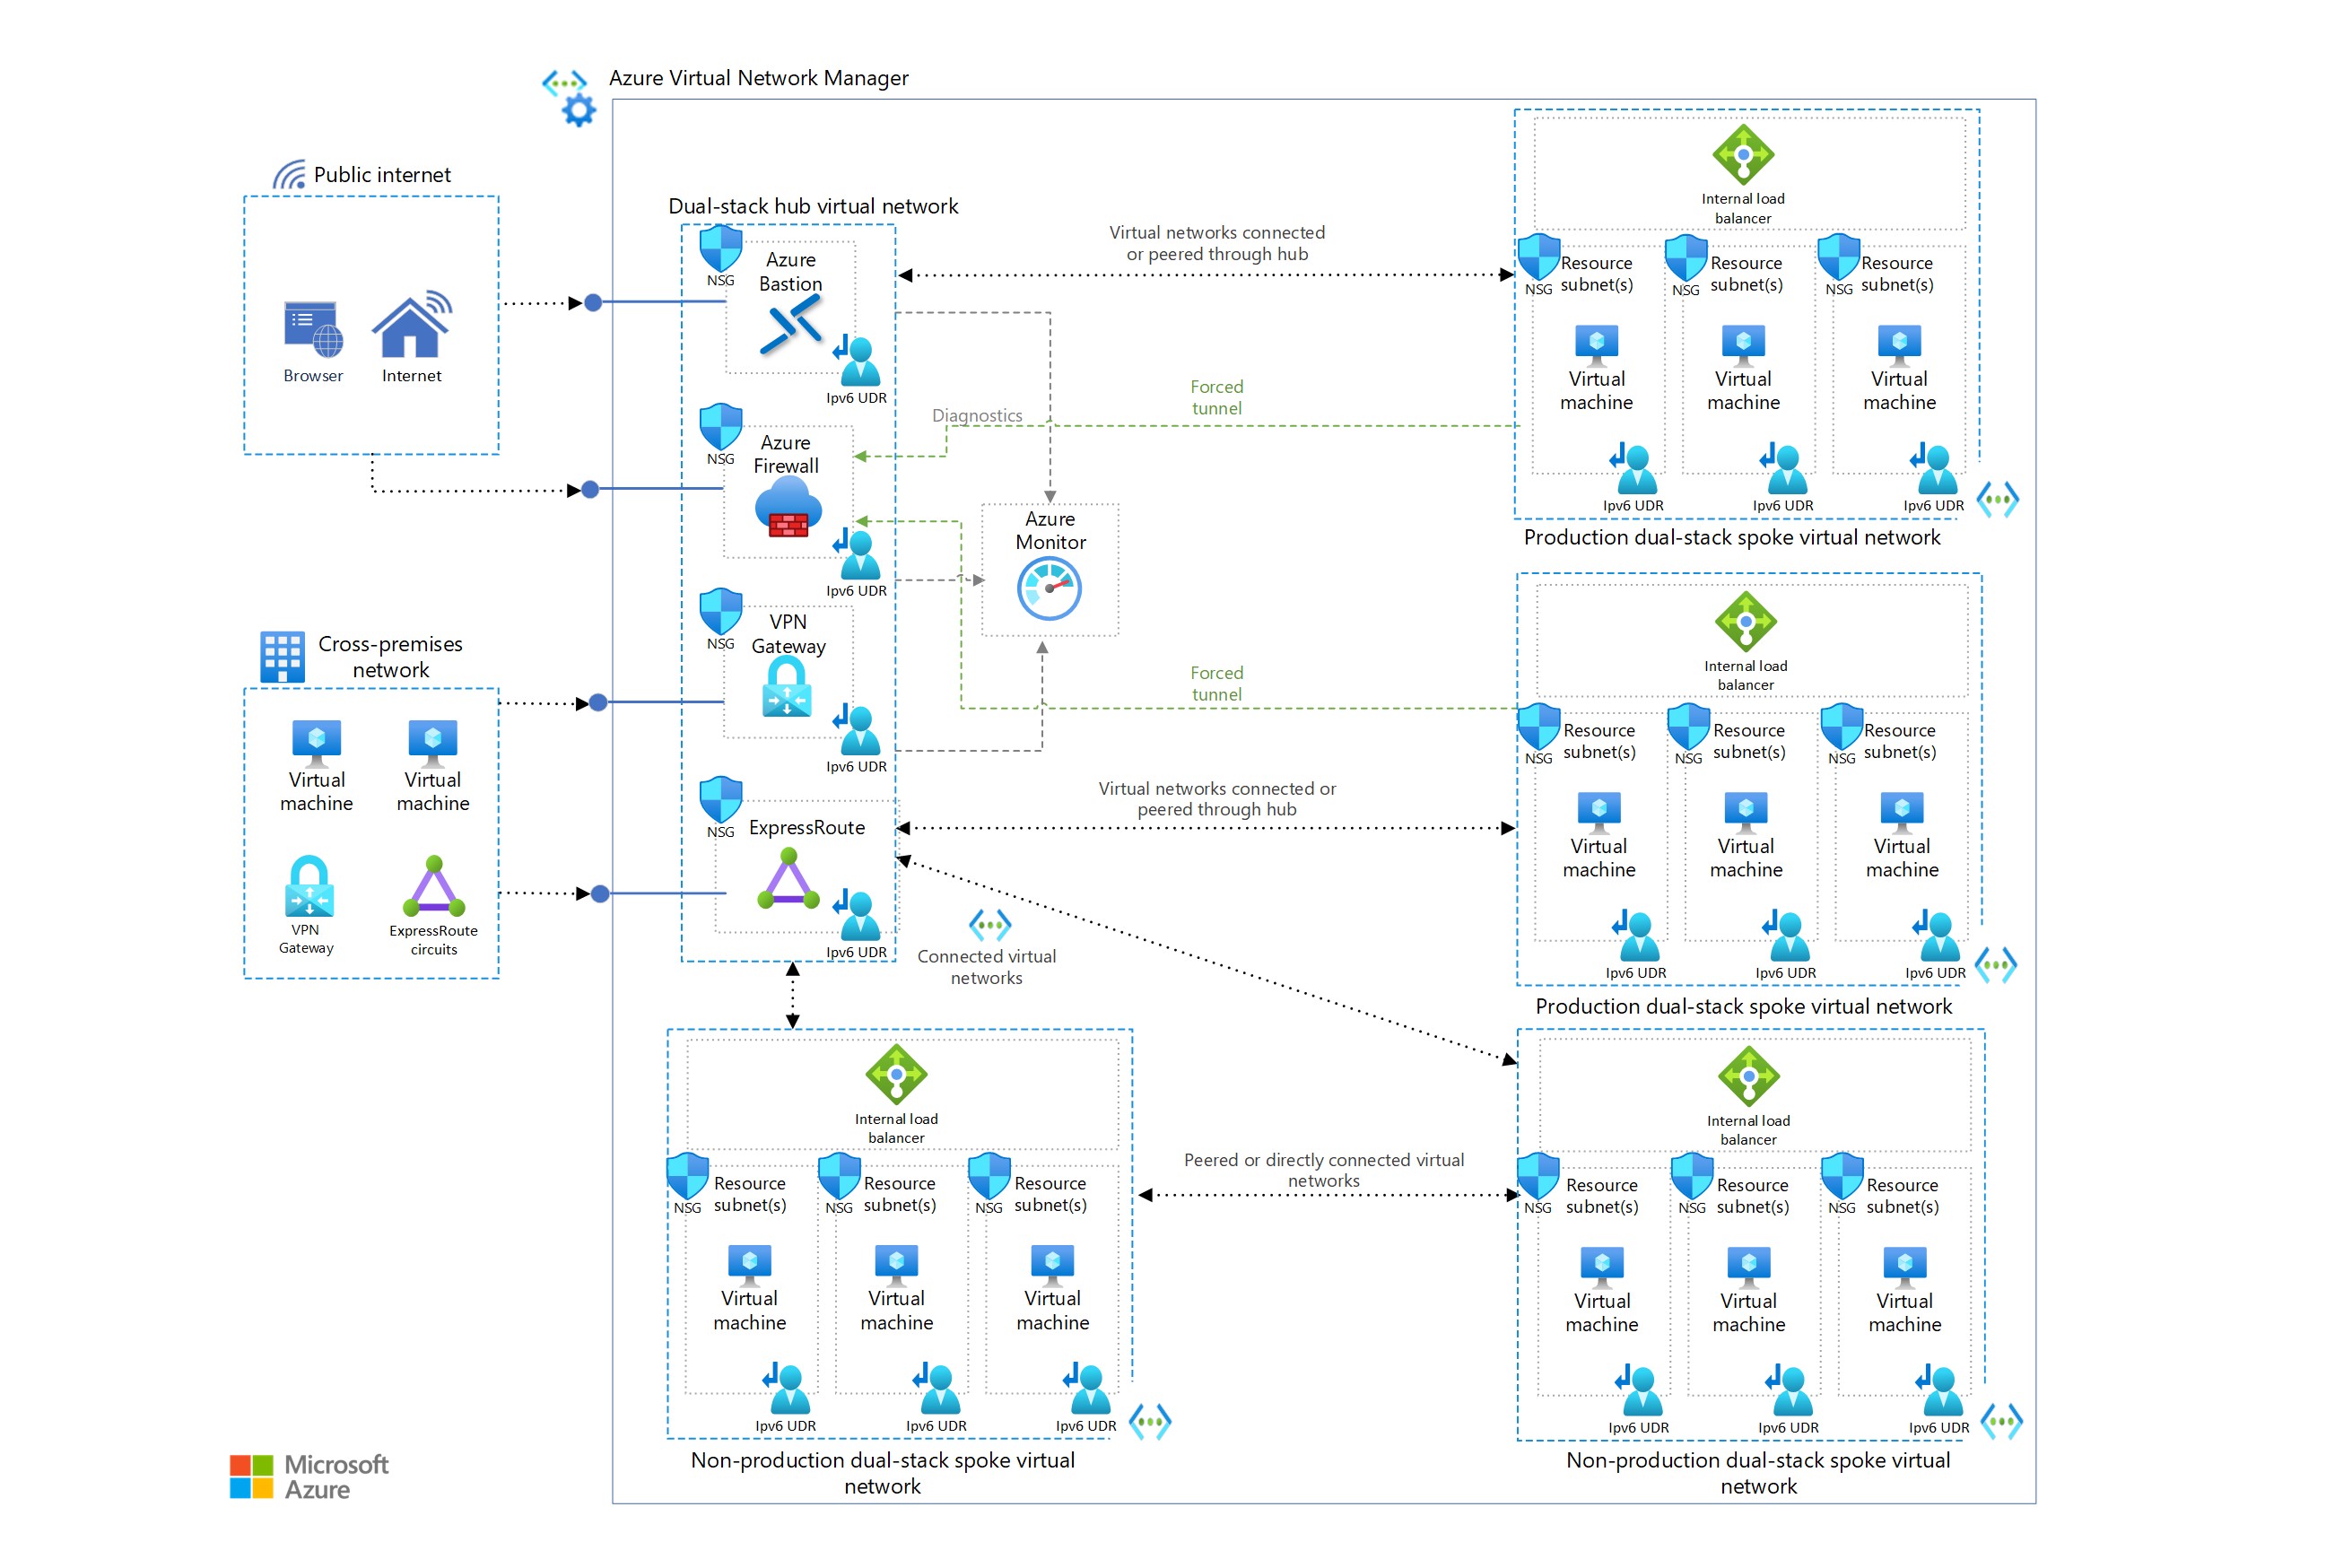 Azure Virtual Network Manager
Public internet
Browser
Internet
Cross-premises
network
Virtual
machine
Virtual
machine
VPN
Gateway
ExpressRoute
circuits
Dual-stack hub virtual network
NSG
Azure
Bastion
Ipv6 UDR
NSG
Azure
Firewall
Ipv6 UDR
NSG
VPN
Gateway
Ipv6 UDR
NSG
ExpressRoute
Ipv6 UDR
Virtual networks connected
or peered through hub
Diagnostics
Forced
tunnel
Azure
Monitor
Forced
tunnel
Virtual networks connected or
peered through hub
Connected virtual
networks
Internal load
balancer
NSG
Resource
subnet(s)
NSG
Resource
subnet(s)
NSG
Resource
subnet(s)
Virtual
machine
Virtual
machine
Virtual
machine
Ipv6 UDR
Ipv6 UDR
Ipv6 UDR
Production dual-stack spoke virtual network
Internal load
balancer
NSG
Resource
subnet(s)
NSG
Resource
subnet(s)
NSG
Resource
subnet(s)
Virtual
machine
Virtual
machine
Virtual
machine
Ipv6 UDR
Ipv6 UDR
Ipv6 UDR
Production dual-stack spoke virtual network
Internal load
balancer
NSG
Resource
subnet(s)
NSG
Resource
subnet(s)
NSG
Resource
subnet(s)
Virtual
machine
Virtual
machine
Virtual
machine
Ipv6 UDR
Ipv6 UDR
Ipv6 UDR
Non-production dual-stack spoke virtual
network
Peered or directly connected virtual
networks
Internal load
balancer
NSG
Resource
subnet(s)
NSG
Resource
subnet(s)
NSG
Resource
subnet(s)
Virtual
machine
Virtual
machine
Virtual
machine
Ipv6 UDR
Ipv6 UDR
Ipv6 UDR
Non-production dual-stack spoke virtual
network
Microsoft
Azure